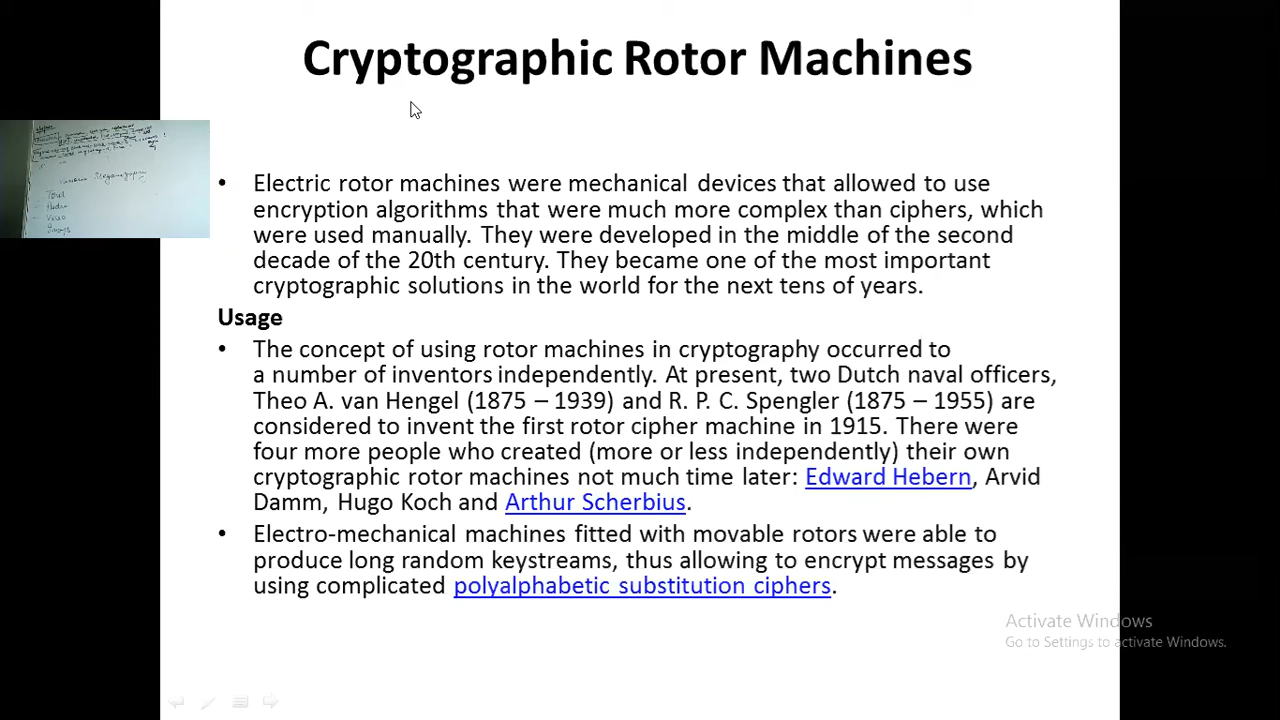 Cryptographic Rotor Machines
• Electric rotor machines were mechanical devices that allowed to use
encryption algorithms that were much more complex than ciphers, which
were used manually. They were developed in the middle of the second
decade of the 20th century. They became one of the most important
cryptographic solutions in the world for the next tens of years.
Usage
• The concept of using rotor machines in cryptography occurred to
a number of inventors independently. At present, two Dutch naval officers,
Theo A. van Hengel (1875 – 1939) and R. P. C. Spengler (1875 – 1955) are
considered to invent the first rotor cipher machine in 1915. There were
four more people who created (more or less independently) their own
cryptographic rotor machines not much time later: Edward Hebern, Arvid
Damm, Hugo Koch and Arthur Scherbius.
• Electro-mechanical machines fitted with movable rotors were able to
produce long random keystreams, thus allowing to encrypt messages by
using complicated polyalphabetic substitution ciphers.
Activate Windows
Go to Settings to activate Windows.